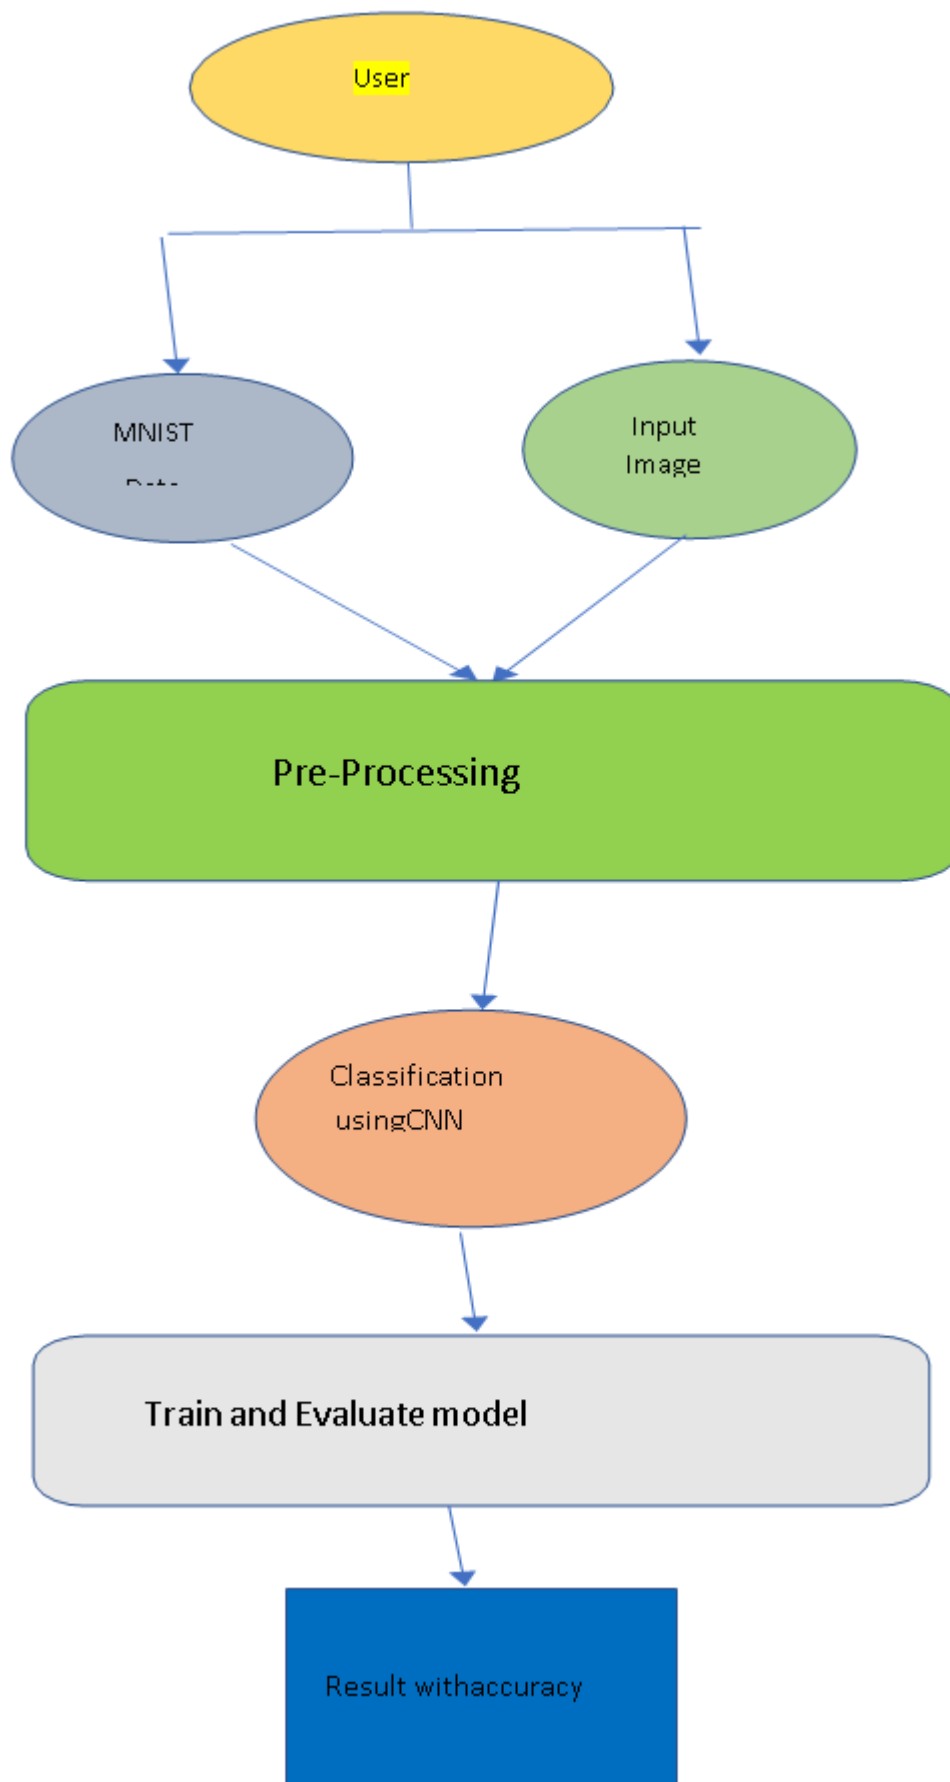 User
MNIST
Input
Image
Pre-Processing
Classification
usingCNN
Train and Evaluate model
Result withaccuracy